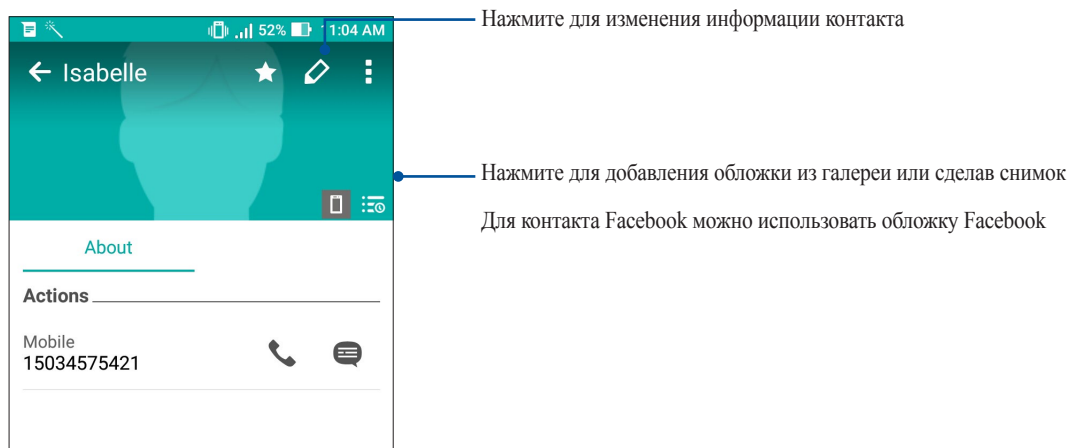 52% 11:04 AM
Isabelle
About
Actions
Mobile
15034575421
Нажмите для изменения информации контакта
Нажмите для добавления обложки из галереи или сделав снимок
Для контакта Facebook можно использовать обложку Facebook